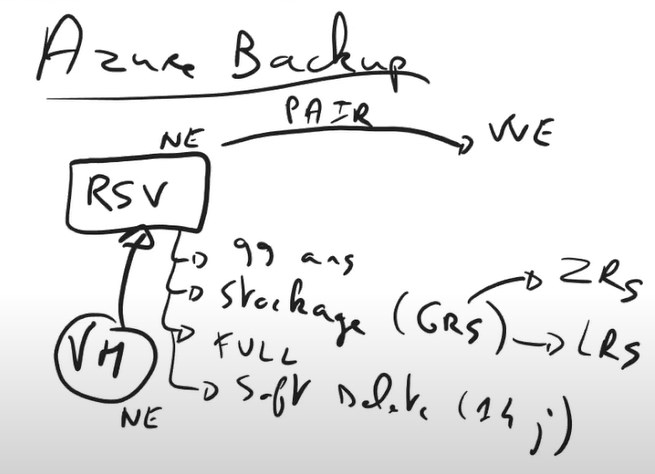 Azure Backup
PAIR
NE WE
RSV
99 ans
Stockage (GRS) ZRS
LRS
FULL
VM
Soft Delete (14 j)
NE